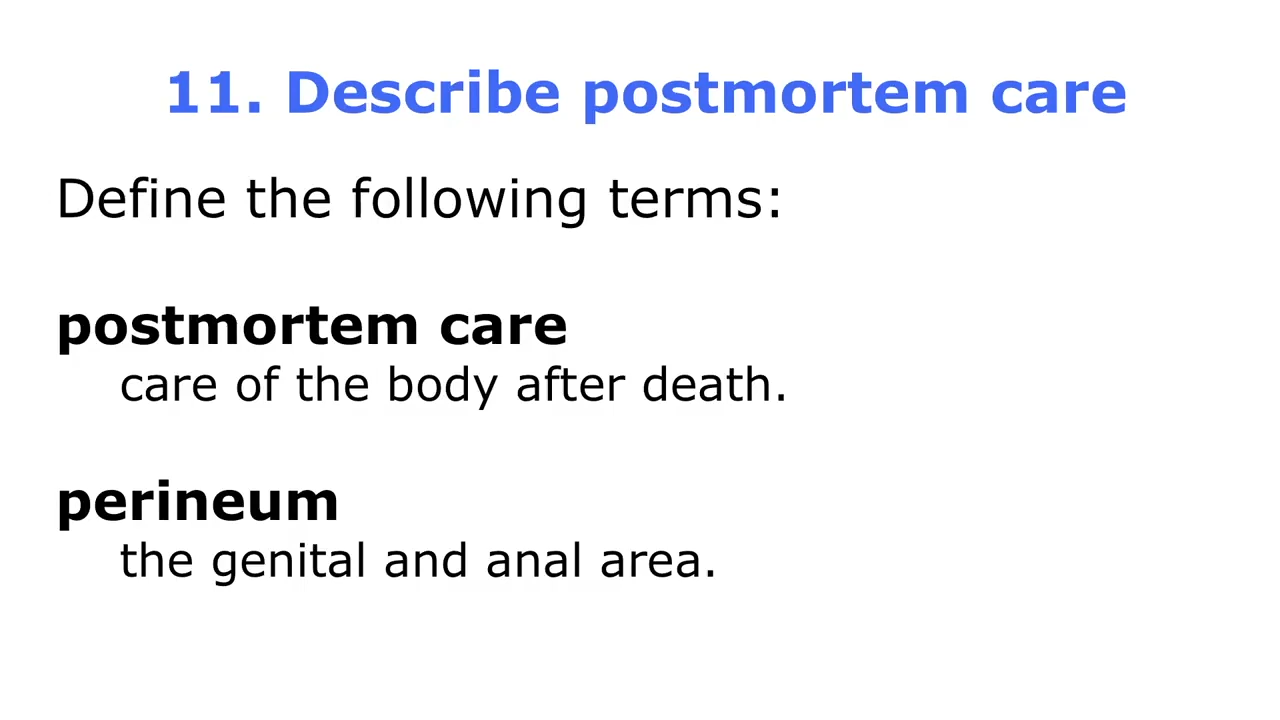 11. Describe postmortem care
Define the following terms:
postmortem care
care of the body after death.
perineum
the genital and anal area.